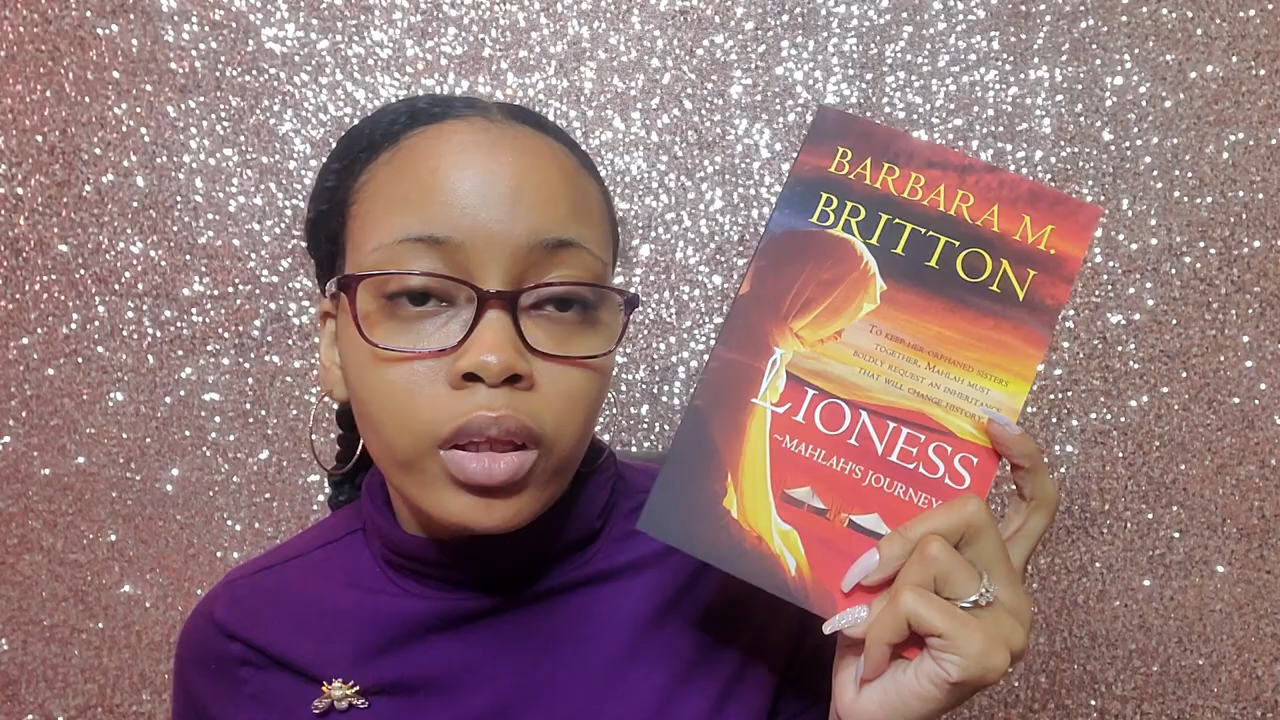 BARBARA M.
BRITTON
TO KEEP HER ORPHANED SISTERS
TOGETHER, MAHLAH MUST
BOLDLY REQUEST AN INHERITANCE
THAT WILL CHANGE HISTORY.
LIONESS
~MAHLAH'S JOURNEY